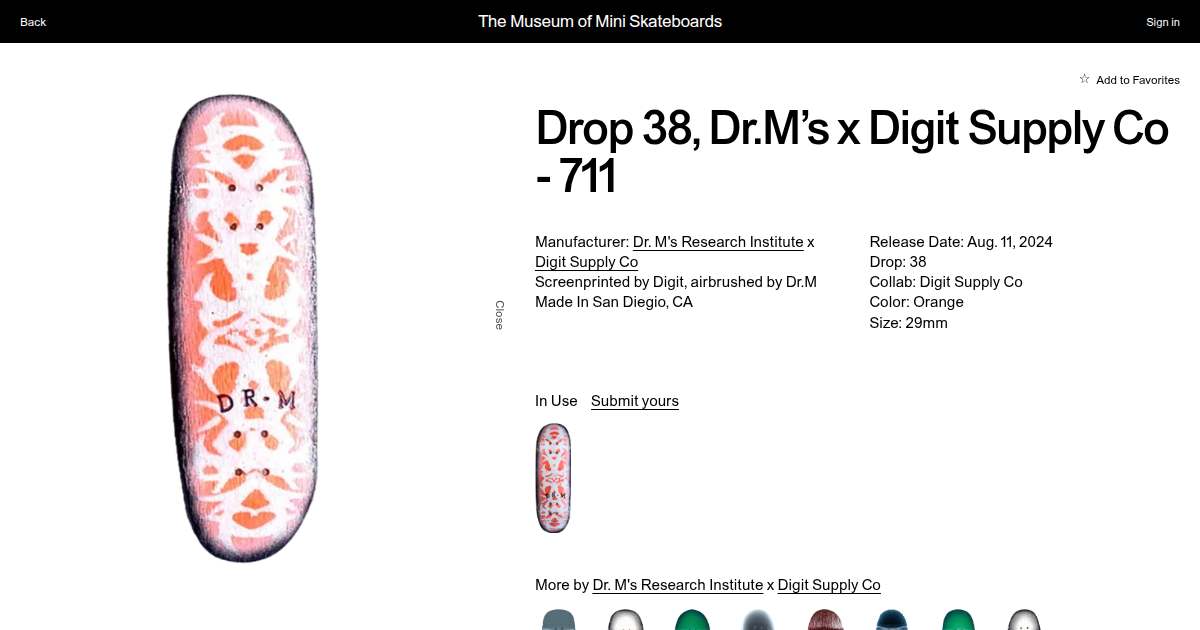 Back
The Museum of Mini Skateboards
Sign in
☆ Add to Favorites
Drop 38, Dr.M’s x Digit Supply Co
- 711
Manufacturer: Dr. M's Research Institute x
Digit Supply Co
Screenprinted by Digit, airbrushed by Dr.M
Made In San Diegio, CA
Release Date: Aug. 11, 2024
Drop: 38
Collab: Digit Supply Co
Color: Orange
Size: 29mm
Close
DR·M
In Use Submit yours
More by Dr. M's Research Institute x Digit Supply Co